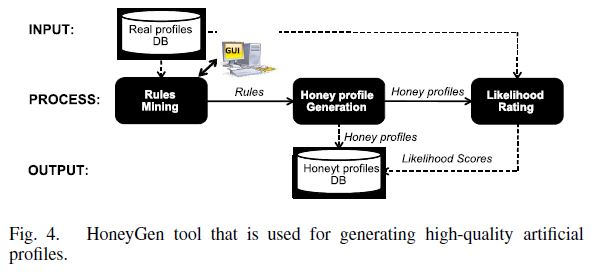 INPUT:
Real profiles
DB
GUI
PROCESS:
Rules
Mining
Rules
Honey profile
Generation
Honey profiles
Likelihood
Rating
Honey profiles
OUTPUT:
Honeyt profiles
DB
Likelihood Scores
Fig. 4. HoneyGen tool that is used for generating high-quality artificial
profiles.